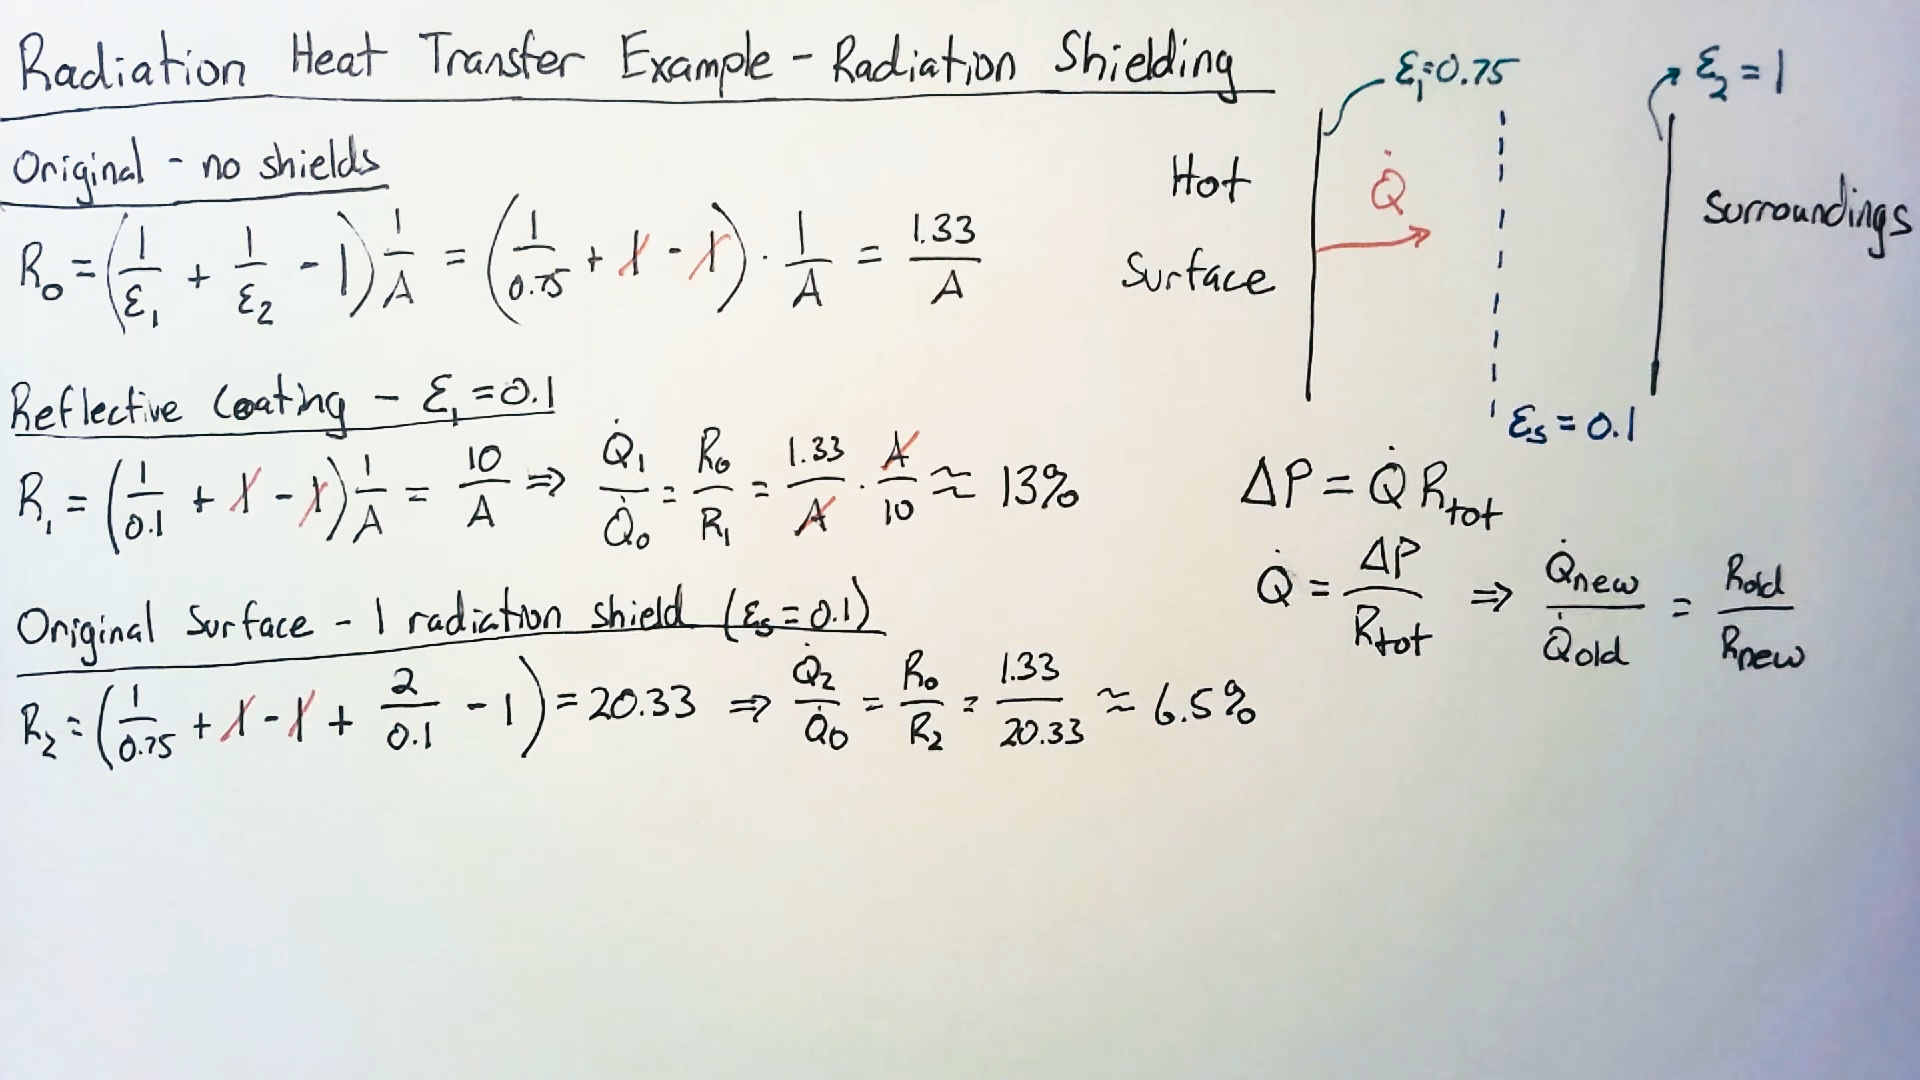 Radiation Heat Transfer Example - Radiation Shielding
Original - no shields
R₀ = (1/ε₁ + 1/ε₂ - 1) 1/A = (1/0.75 + 1 - 1) · 1/A = 1.33/A
Reflective Coating - ε₁ = 0.1
R₁ = (1/0.1 + 1 - 1) 1/A = 10/A ⇒ Q̇₁/Q̇₀ = R₀/R₁ = 1.33/A · A/10 ≈ 13%
Original Surface - 1 radiation shield (εs = 0.1)
R₂ = (1/0.75 + 1 - 1 + 2/0.1 - 1) = 20.33 ⇒ Q̇₂/Q̇₀ = R₀/R₂ = 1.33/20.33 ≈ 6.5%
ε₁ = 0.75
ε₂ = 1
Hot
Surface
Q̇
Surroundings
εs = 0.1
ΔP = Q̇ Rtot
Q̇ = ΔP/Rtot ⇒ Q̇new/Q̇old = Rold/Rnew